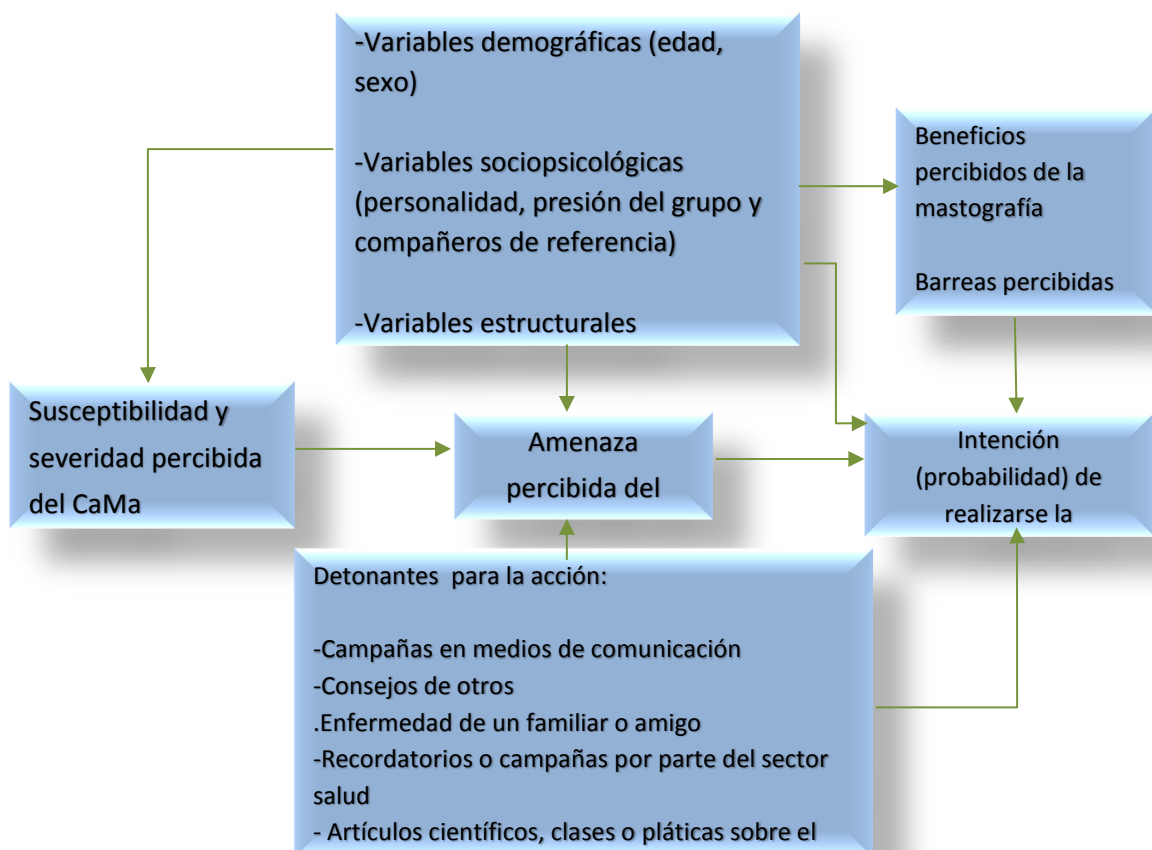 -Variables demográficas (edad,
sexo)
-Variables sociopsicológicas
(personalidad, presión del grupo y
compañeros de referencia)
-Variables estructurales
Beneficios
percibidos de la
mastografía
Barreas percibidas
Susceptibilidad y
severidad percibida
del CaMa
Amenaza
percibida del
Intención
(probabilidad) de
realizarse la
Detonantes para la acción:
-Campañas en medios de comunicación
-Consejos de otros
.Enfermedad de un familiar o amigo
-Recordatorios o campañas por parte del sector
salud
- Artículos científicos, clases o pláticas sobre el